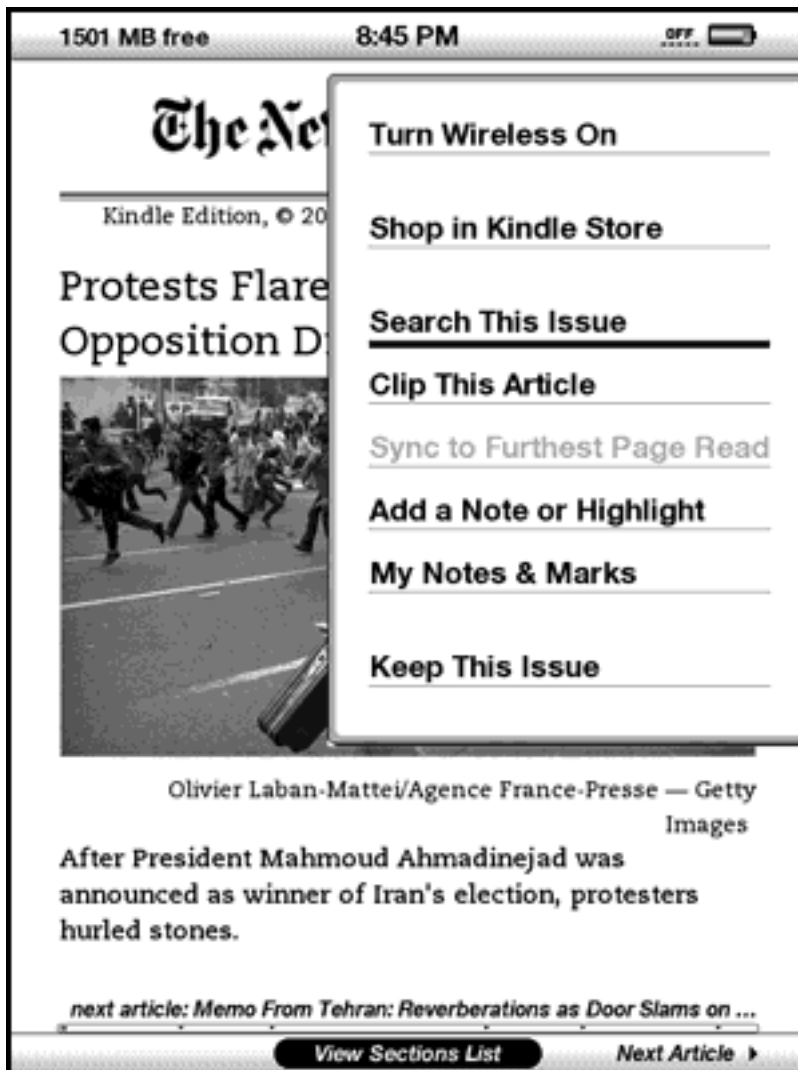 1501 MB free 8:45 PM OFF
The
Kindle Edition, © 20
Protests Flare
Opposition
Turn Wireless On
Shop in Kindle Store
Search This Issue
Clip This Article
Sync to Furthest Page Read
Add a Note or Highlight
My Notes & Marks
Keep This Issue
Olivier Laban-Mattei/Agence France-Presse — Getty
Images
After President Mahmoud Ahmadinejad was
announced as winner of Iran's election, protesters
hurled stones.
next article: Memo From Tehran: Reverberations as Door Slams on ...
View Sections List Next Article